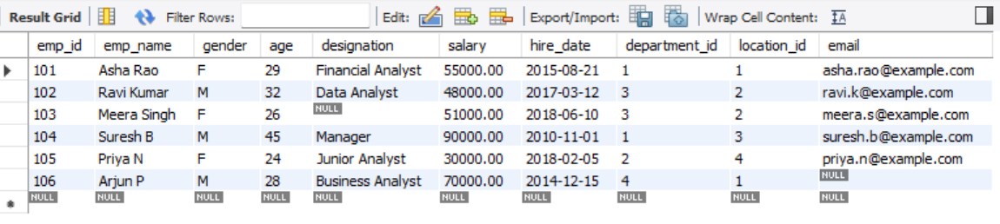 Result Grid Filter Rows: Edit: Export/Import: Wrap Cell Content: IA
emp_id emp_name gender age designation salary hire_date department_id location_id email
101 Asha Rao F 29 Financial Analyst 55000.00 2015-08-21 1 1 asha.rao@example.com
102 Ravi Kumar M 32 Data Analyst 48000.00 2017-03-12 3 2 ravi.k@example.com
103 Meera Singh F 26 NULL 51000.00 2018-06-10 3 2 meera.s@example.com
104 Suresh B M 45 Manager 90000.00 2010-11-01 1 3 suresh.b@example.com
105 Priya N F 24 Junior Analyst 30000.00 2018-02-05 2 4 priya.n@example.com
106 Arjun P M 28 Business Analyst 70000.00 2014-12-15 4 1 NULL
NULL NULL NULL NULL NULL NULL NULL NULL NULL NULL